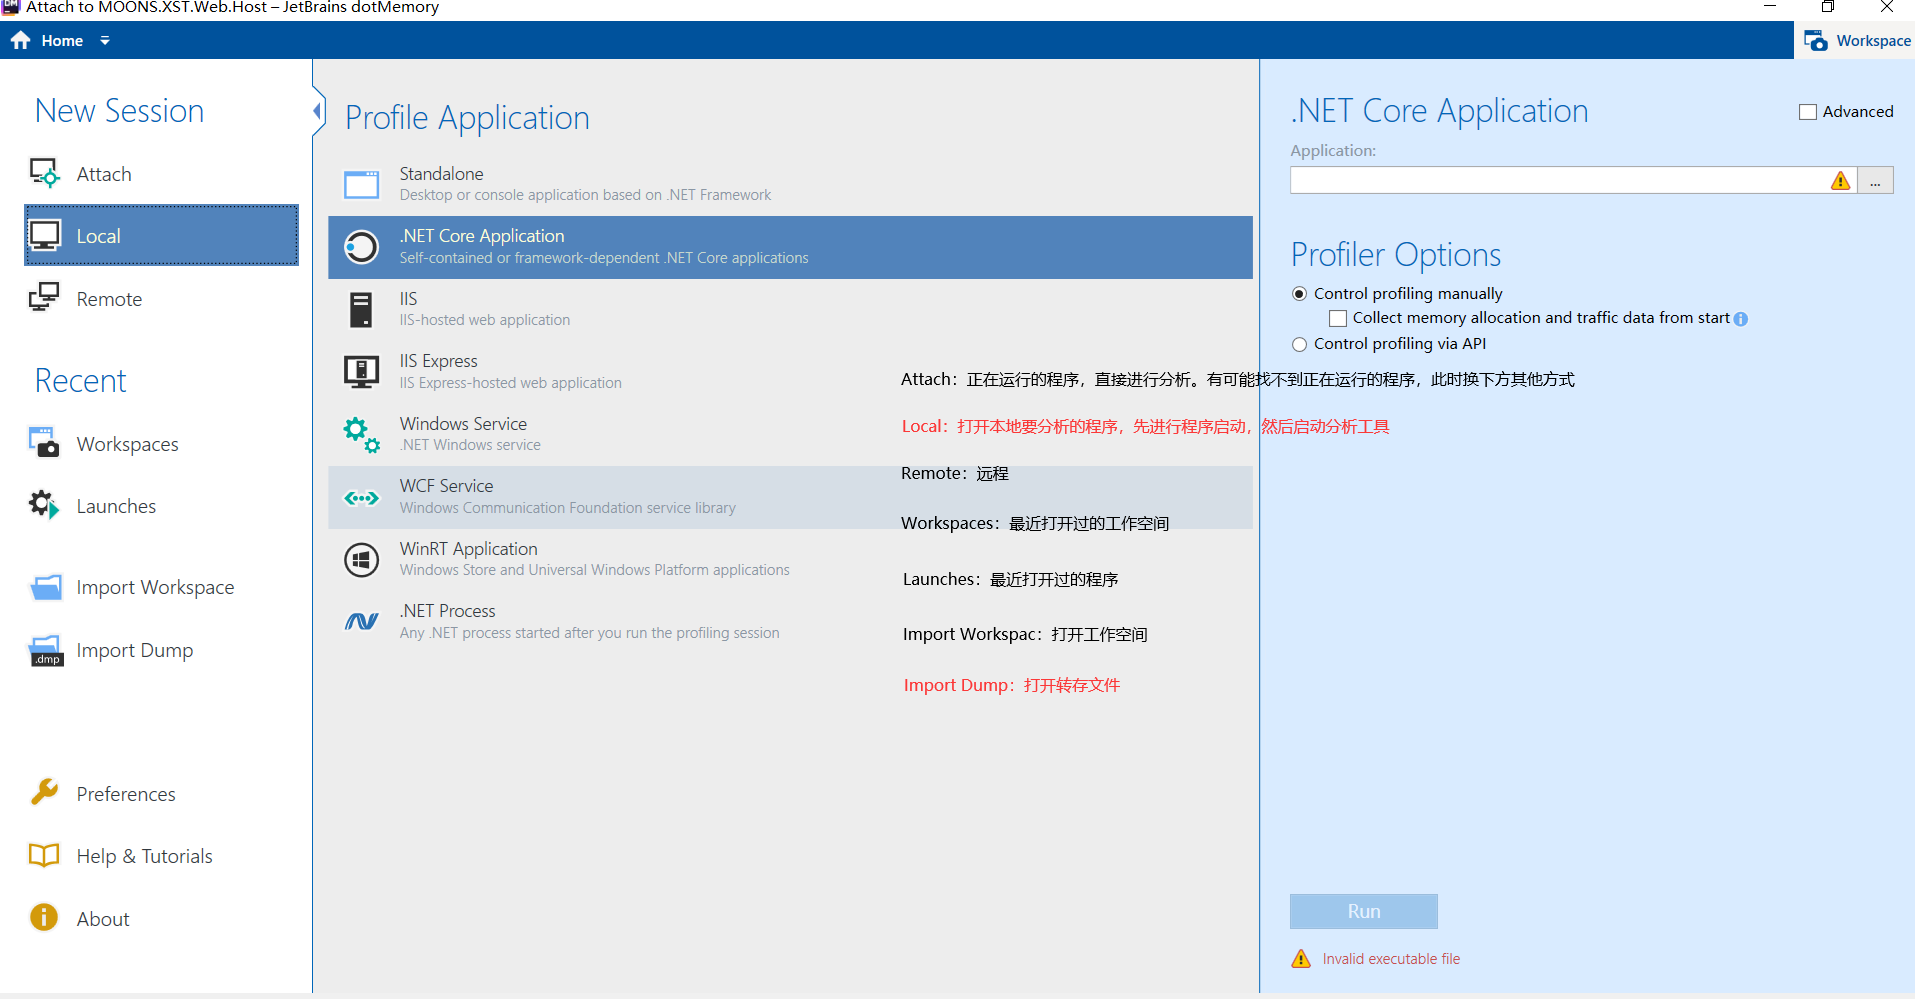 Attach to MOONS.XST.Web.Host – JetBrains dotMemory
Home
Workspace
New Session
Attach
Local
Remote
Recent
Workspaces
Launches
Import Workspace
.dmp
Import Dump
Preferences
Help & Tutorials
About
Profile Application
Standalone
Desktop or console application based on .NET Framework
.NET Core Application
Self-contained or framework-dependent .NET Core applications
IIS
IIS-hosted web application
IIS Express
IIS Express-hosted web application
Windows Service
.NET Windows service
WCF Service
Windows Communication Foundation service library
WinRT Application
Windows Store and Universal Windows Platform applications
.NET Process
Any .NET process started after you run the profiling session
Attach：正在运行的程序，直接进行分析。有可能找不到正在运行的程序，此时换下方其他方式
Local：打开本地要分析的程序，先进行程序启动，然后启动分析工具
Remote：远程
Workspaces：最近打开过的工作空间
Launches：最近打开过的程序
Import Workspac：打开工作空间
Import Dump：打开转存文件
.NET Core Application
Advanced
Application:
...
Profiler Options
Control profiling manually
Collect memory allocation and traffic data from start
Control profiling via API
Run
Invalid executable file